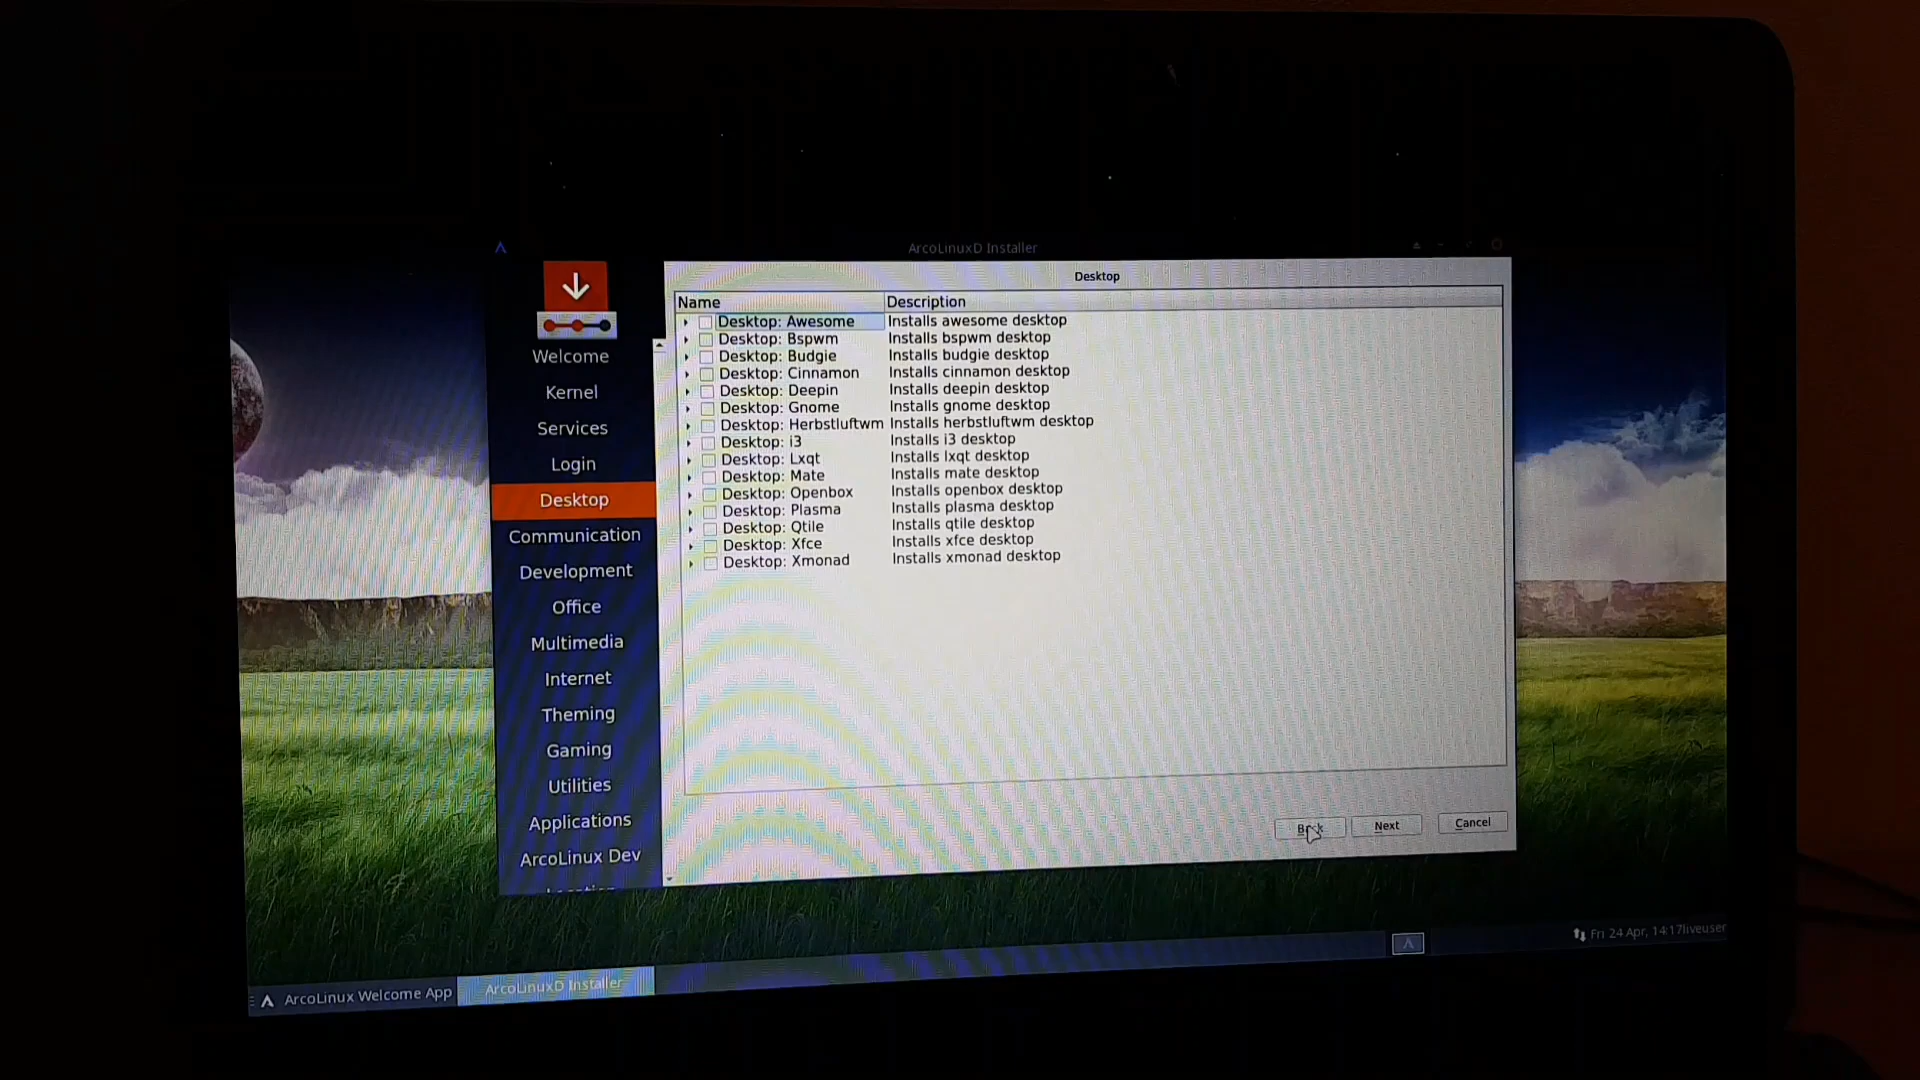 ArcoLinuxD Installer
Desktop
Name Description
Desktop: Awesome Installs awesome desktop
Desktop: Bspwm Installs bspwm desktop
Desktop: Budgie Installs budgie desktop
Desktop: Cinnamon Installs cinnamon desktop
Desktop: Deepin Installs deepin desktop
Desktop: Gnome Installs gnome desktop
Desktop: Herbstluftwm Installs herbstluftwm desktop
Desktop: i3 Installs i3 desktop
Desktop: Lxqt Installs lxqt desktop
Desktop: Mate Installs mate desktop
Desktop: Openbox Installs openbox desktop
Desktop: Plasma Installs plasma desktop
Desktop: Qtile Installs qtile desktop
Desktop: Xfce Installs xfce desktop
Desktop: Xmonad Installs xmonad desktop
Welcome
Kernel
Services
Login
Desktop
Communication
Development
Office
Multimedia
Internet
Theming
Gaming
Utilities
Applications
ArcoLinux Dev
Back Next Cancel
Fri 24 Apr, 14:17liveuser
ArcoLinux Welcome App
ArcoLinuxD Installer